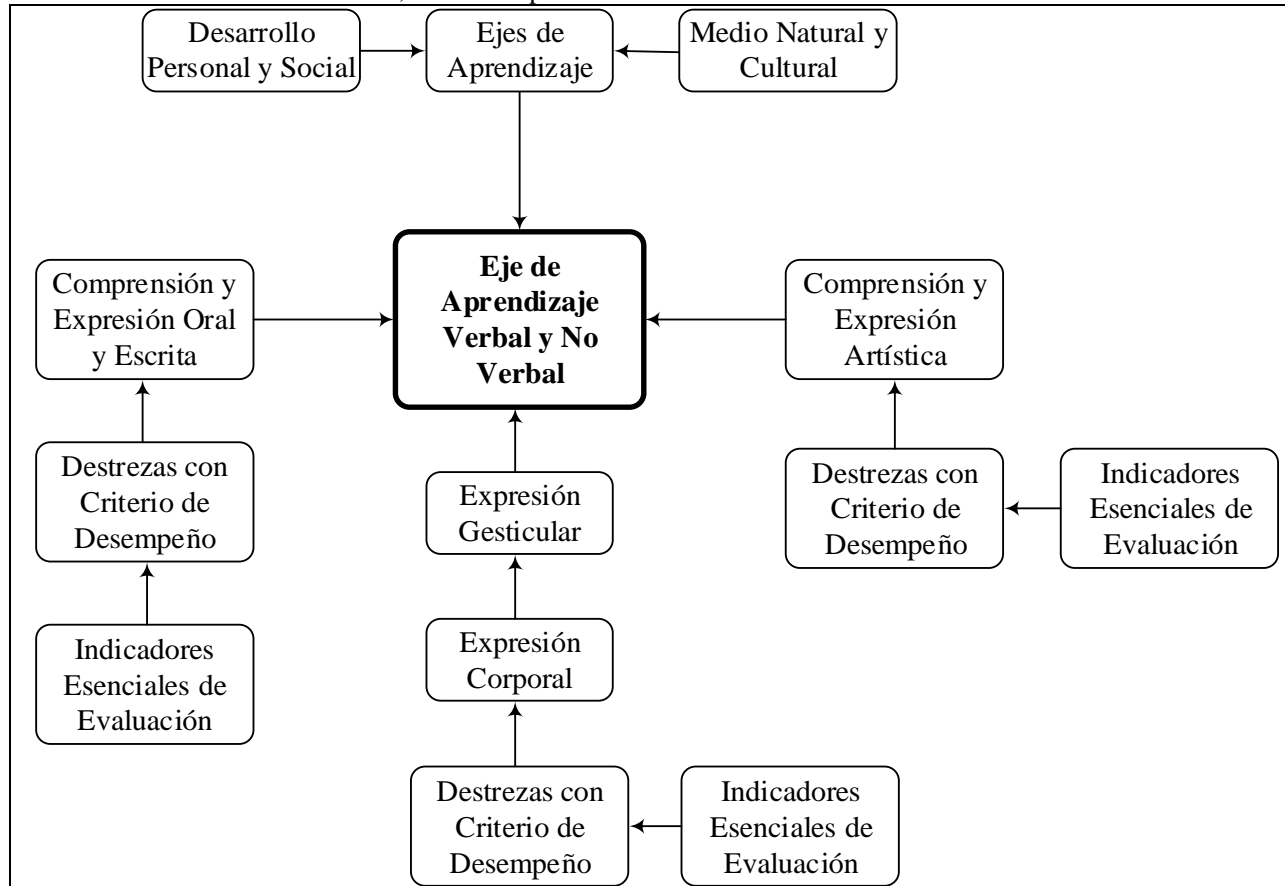 Desarrollo
Personal y Social
Ejes de
Aprendizaje
Medio Natural y
Cultural
Comprensión y
Expresión Oral
y Escrita
Eje de
Aprendizaje
Verbal y No
Verbal
Comprensión y
Expresión
Artística
Destrezas con
Criterio de
Desempeño
Expresión
Gesticular
Destrezas con
Criterio de
Desempeño
Indicadores
Esenciales de
Evaluación
Indicadores
Esenciales de
Evaluación
Expresión
Corporal
Destrezas con
Criterio de
Desempeño
Indicadores
Esenciales de
Evaluación